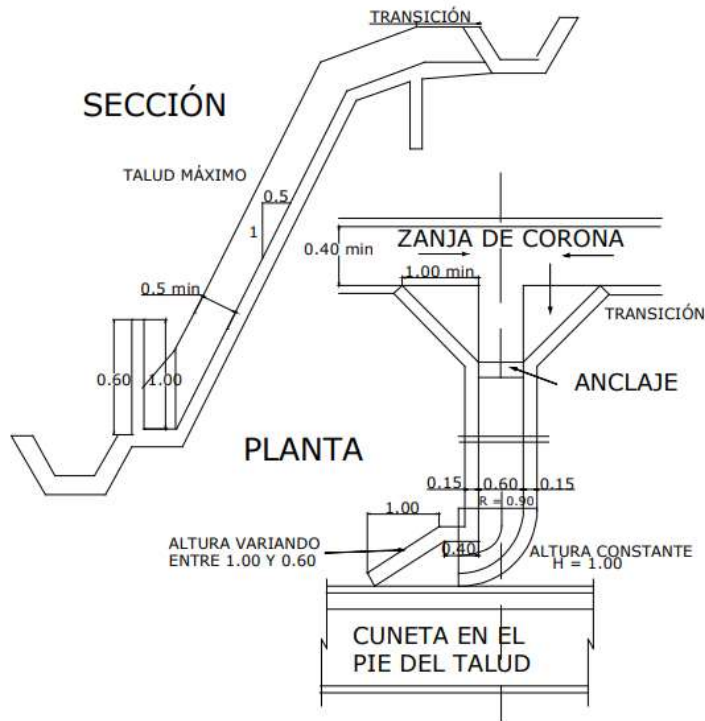 TRANSICIÓN
SECCIÓN
TALUD MÁXIMO
0.5
1
0.5 min
0.60
1.00
ZANJA DE CORONA
0.40 min
1.00 min
TRANSICIÓN
ANCLAJE
PLANTA
0.15
0.60
0.15
R = 0.90
1.00
0.40
ALTURA VARIANDO
ENTRE 1.00 Y 0.60
ALTURA CONSTANTE
H = 1.00
CUNETA EN EL
PIE DEL TALUD